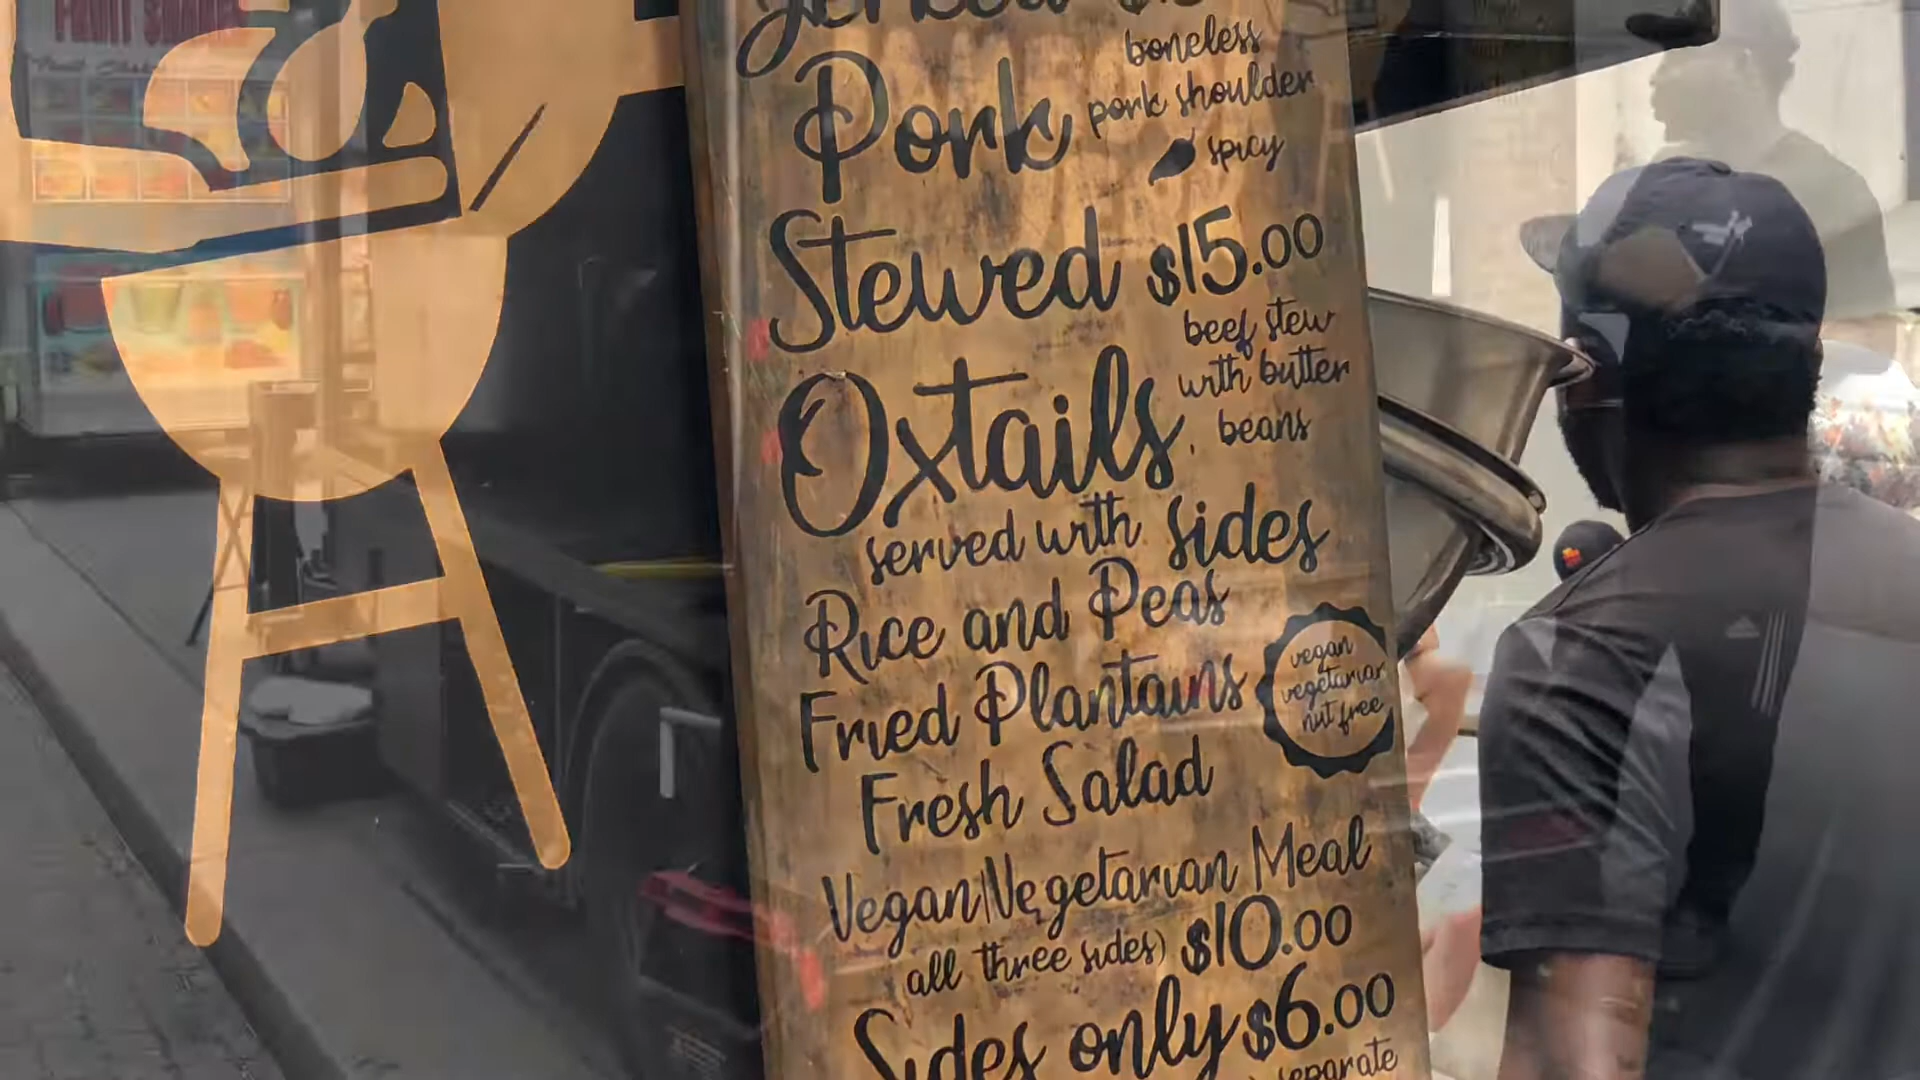 boneless
Pork pork shoulder
spicy
Stewed $15.00
beef stew
Oxtails with butter
beans
served with sides
Rice and Peas
Fried Plantains
vegan
vegetarian
nut free
Fresh Salad
Vegan/Vegetarian Meal
all three sides) $10.00
Sides only $6.00
separate